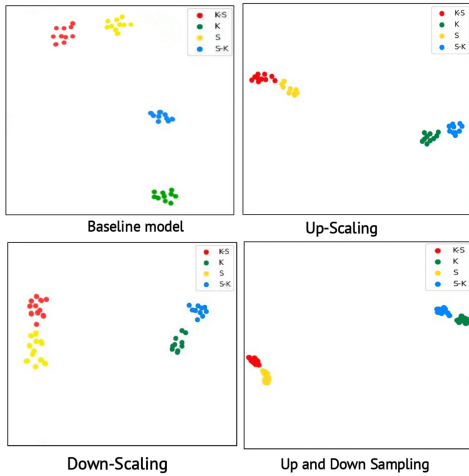 K-S
K
S
S-K
Baseline model
K-S
K
S
S-K
Up-Scaling
K-S
K
S
S-K
Down-Scaling
K-S
K
S
S-K
Up and Down Sampling